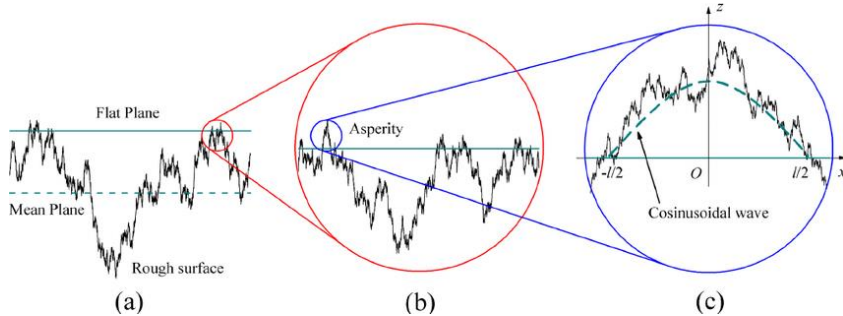 Flat Plane
Mean Plane
Rough surface
(a)
Asperity
(b)
z
-l/2
O
l/2
x
Cosinusoidal wave
(c)